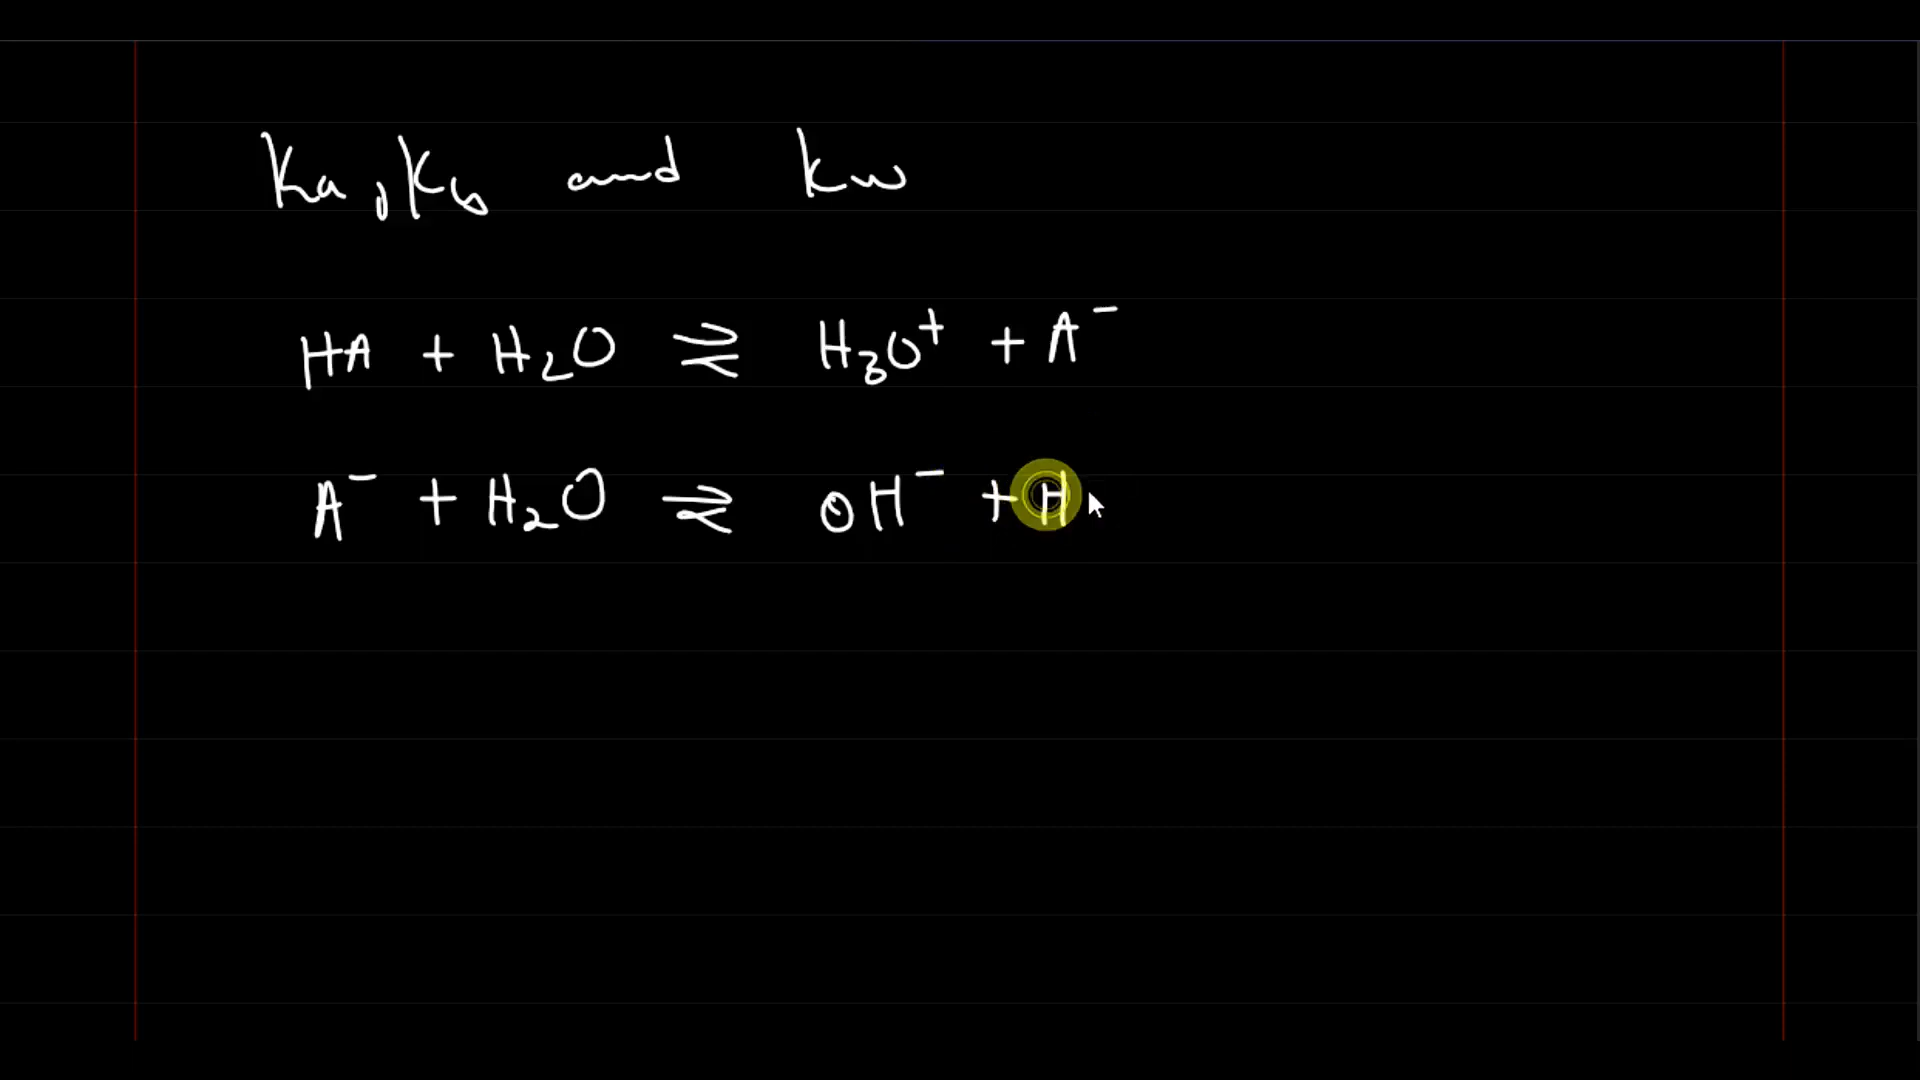 Ka, Kb and kw
HA + H₂O ⇌ H₃O⁺ + A⁻
A⁻ + H₂O ⇌ OH⁻ + H